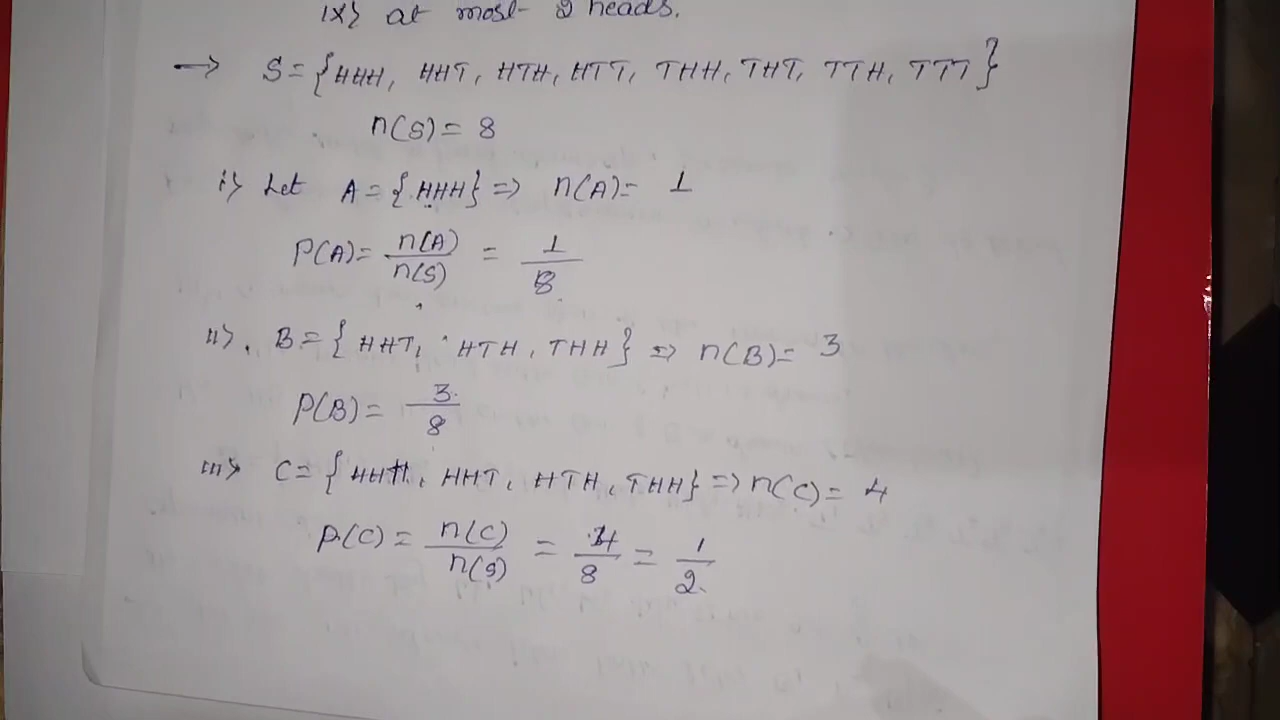 ix} at most 2 heads.
→ S = {HHH, HHT, HTH, HTT, THH, THT, TTH, TTT}
n(S) = 8
i> Let A = {HHH} => n(A) = 1
P(A) = n(A)/n(S) = 1/8
ii>. B = {HHT, HTH, THH} => n(B) = 3
P(B) = 3/8
iii> C = {HHH, HHT, HTH, THH} => n(C) = 4
P(C) = n(C)/n(S) = 4/8 = 1/2